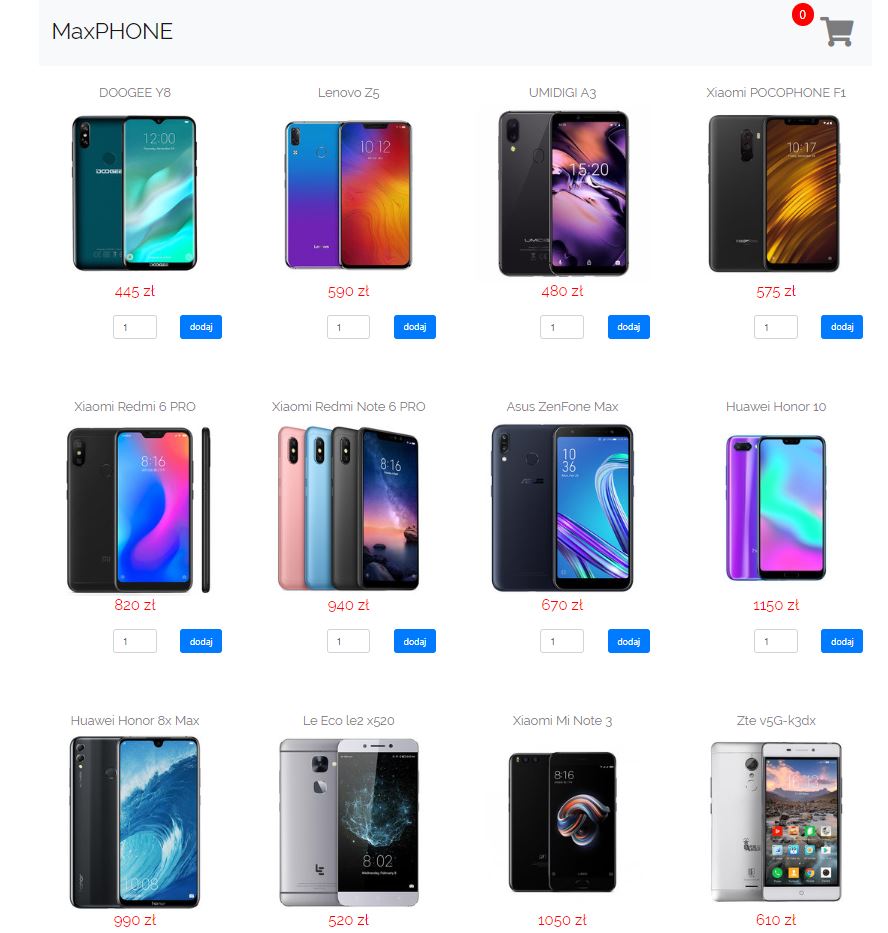 MaxPHONE
0
DOOGEE Y8
Lenovo Z5
UMIDIGI A3
Xiaomi POCOPHONE F1
12:00
DOOGEE
DOOGEE
10:12
Lenovo
15:20
10:17
445 zł
590 zł
480 zł
575 zł
1
dodaj
1
dodaj
1
dodaj
1
dodaj
Xiaomi Redmi 6 PRO
Xiaomi Redmi Note 6 PRO
Asus ZenFone Max
Huawei Honor 10
8:16
8:16
10
36
ASUS
820 zł
940 zł
670 zł
1150 zł
1
dodaj
1
dodaj
1
dodaj
1
dodaj
Huawei Honor 8x Max
Le Eco le2 x520
Xiaomi Mi Note 3
Zte v5G-k3dx
8:16
8:02
10:08
honor
990 zł
520 zł
1050 zł
610 zł